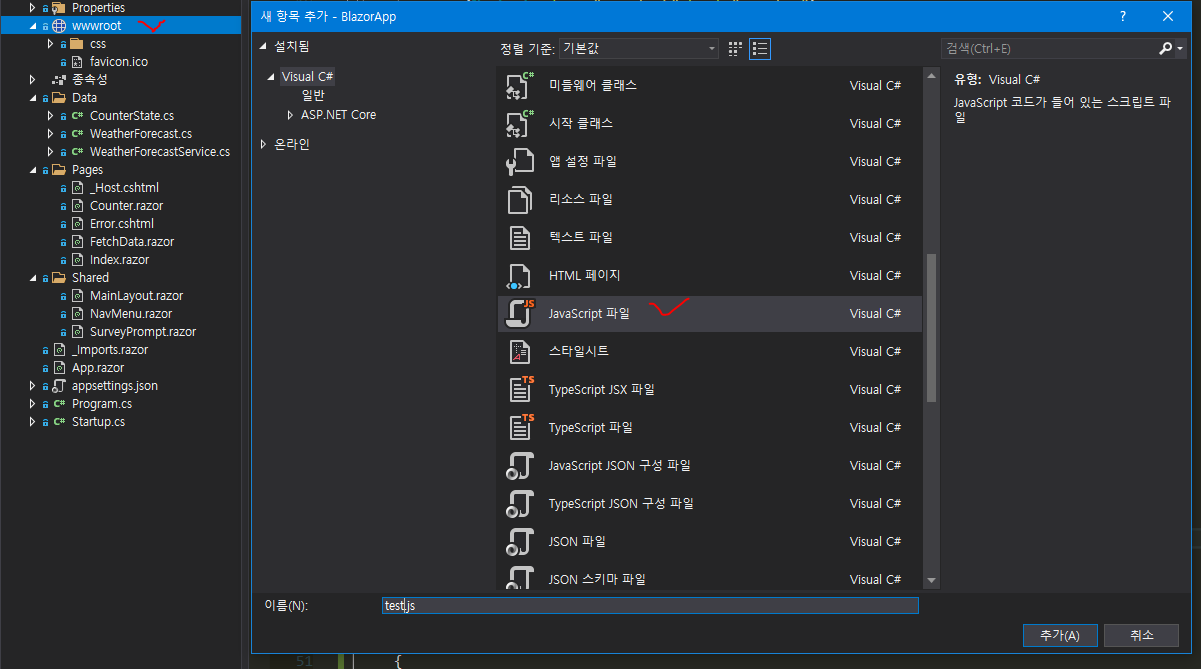 Properties
wwwroot
css
favicon.ico
종속성
Data
CounterState.cs
WeatherForecast.cs
WeatherForecastService.cs
Pages
_Host.cshtml
Counter.razor
Error.cshtml
FetchData.razor
Index.razor
Shared
MainLayout.razor
NavMenu.razor
SurveyPrompt.razor
_Imports.razor
App.razor
appsettings.json
C# Program.cs
C# Startup.cs
새 항목 추가 - BlazorApp
? 
설치됨
정렬 기준: 기본값
검색(Ctrl+E)
Visual C#
일반
ASP.NET Core
온라인
미들웨어 클래스 Visual C#
시작 클래스 Visual C#
앱 설정 파일 Visual C#
리소스 파일 Visual C#
텍스트 파일 Visual C#
HTML 페이지 Visual C#
JS JavaScript 파일 Visual C#
스타일시트 Visual C#
TS TypeScript JSX 파일 Visual C#
TS TypeScript 파일 Visual C#
JavaScript JSON 구성 파일 Visual C#
TypeScript JSON 구성 파일 Visual C#
JSON 파일 Visual C#
JSON 스키마 파일 Visual C#
유형: Visual C#
JavaScript 코드가 들어 있는 스크립트 파
일
이름(N): test.js
추가(A) 취소
51 {